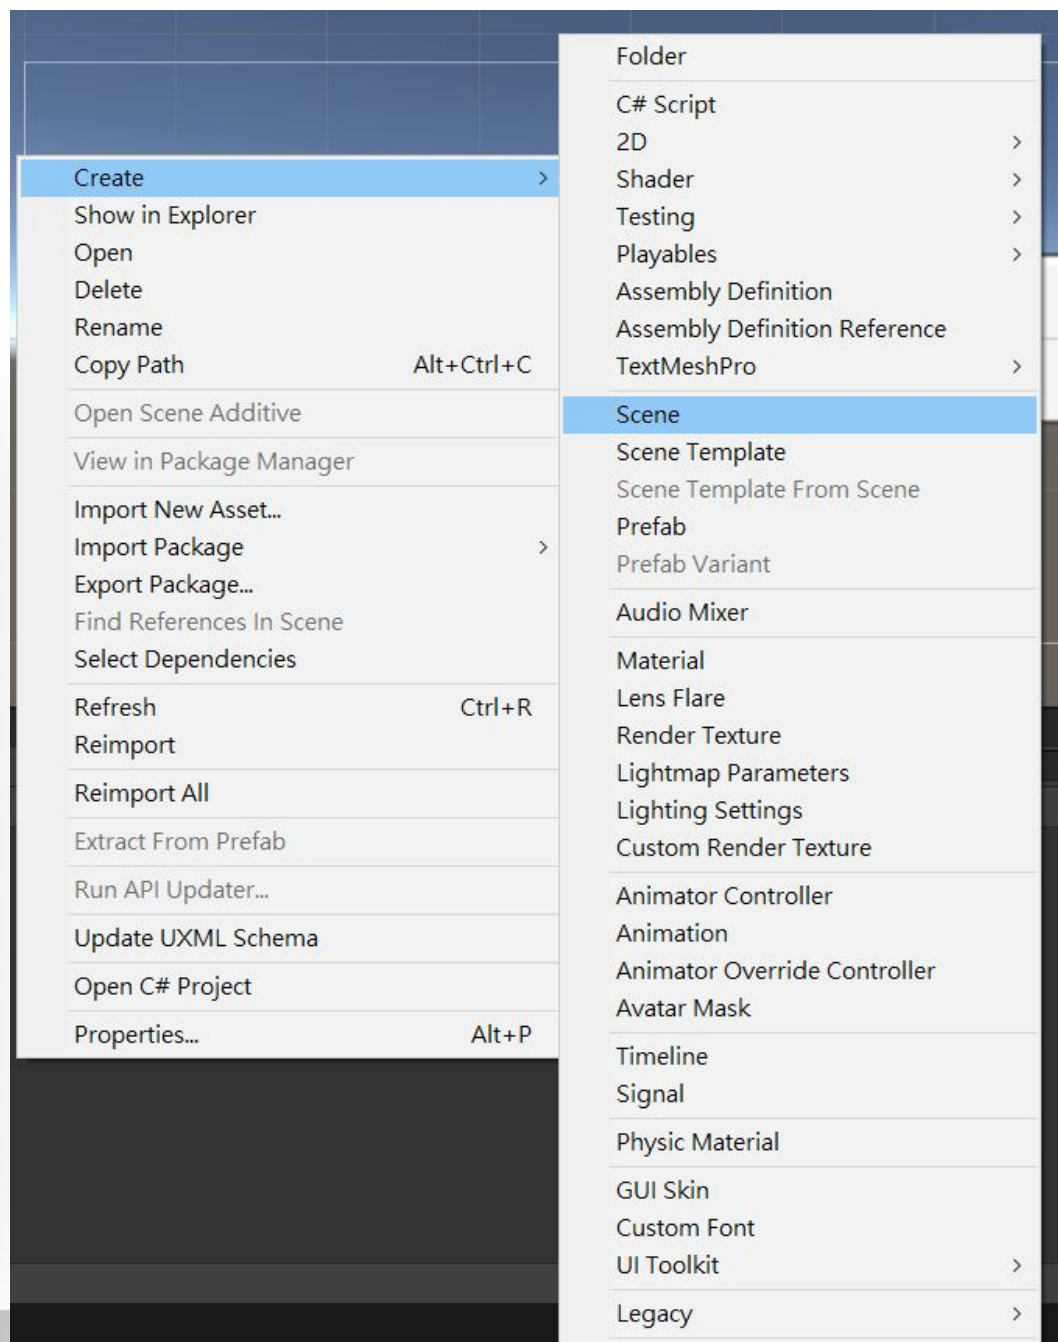 Create
Show in Explorer
Open
Delete
Rename
Copy Path Alt+Ctrl+C
Open Scene Additive
View in Package Manager
Import New Asset...
Import Package
Export Package...
Find References In Scene
Select Dependencies
Refresh Ctrl+R
Reimport
Reimport All
Extract From Prefab
Run API Updater...
Update UXML Schema
Open C# Project
Properties... Alt+P
Folder
C# Script
2D
Shader
Testing
Playables
Assembly Definition
Assembly Definition Reference
TextMeshPro
Scene
Scene Template
Scene Template From Scene
Prefab
Prefab Variant
Audio Mixer
Material
Lens Flare
Render Texture
Lightmap Parameters
Lighting Settings
Custom Render Texture
Animator Controller
Animation
Animator Override Controller
Avatar Mask
Timeline
Signal
Physic Material
GUI Skin
Custom Font
UI Toolkit
Legacy